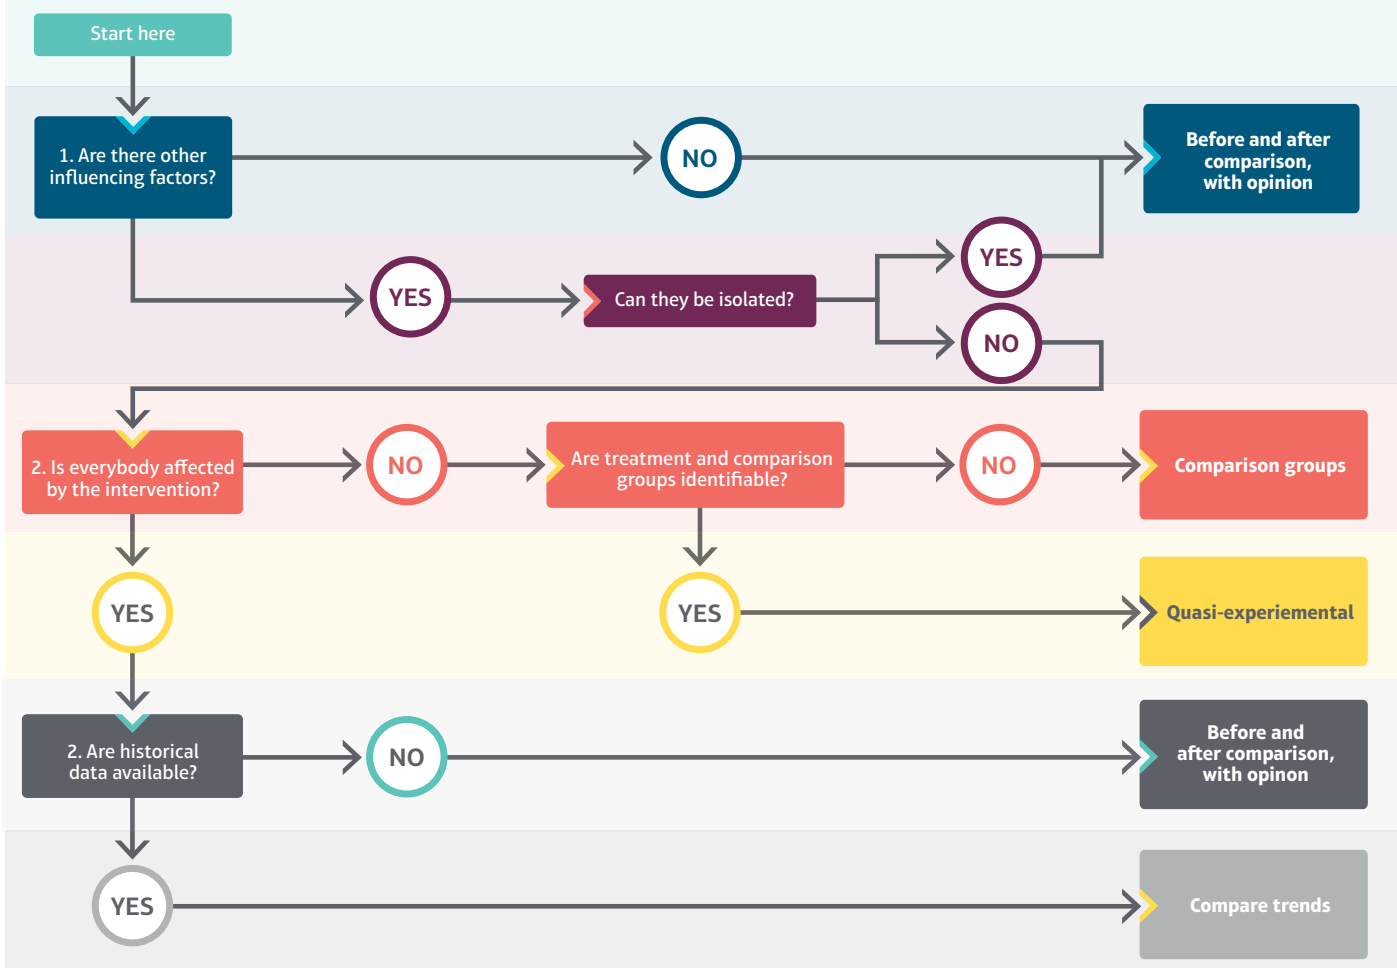 Start here
1. Are there other
influencing factors?
NO
Before and after
comparison,
with opinion
YES
Can they be isolated?
YES
NO
2. Is everybody affected
by the intervention?
NO
Are treatment and comparison
groups identifiable?
NO
Comparison groups
YES
YES
Quasi-experiemental
2. Are historical
data available?
NO
Before and
after comparison,
with opinon
YES
Compare trends